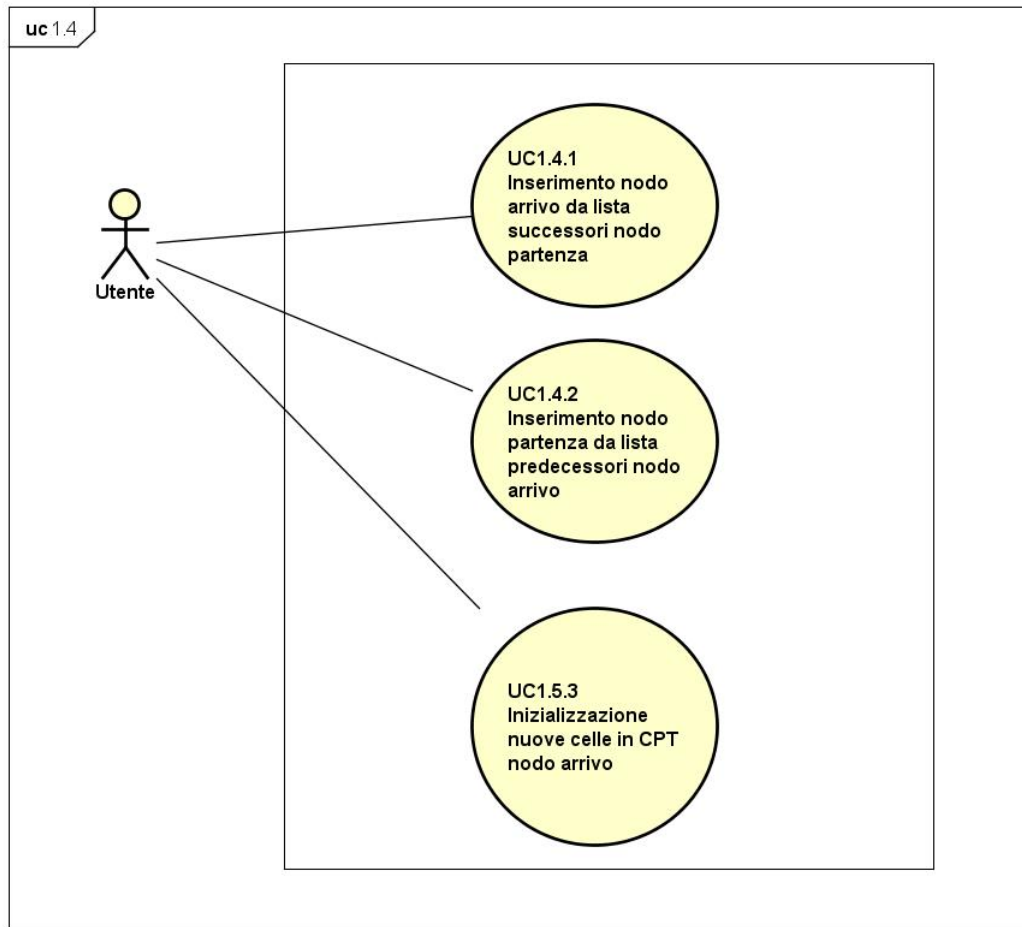 uc 1.4
UC1.4.1
Inserimento nodo
arrivo da lista
successori nodo
partenza
Utente
UC1.4.2
Inserimento nodo
partenza da lista
predecessori nodo
arrivo
UC1.5.3
Inizializzazione
nuove celle in CPT
nodo arrivo